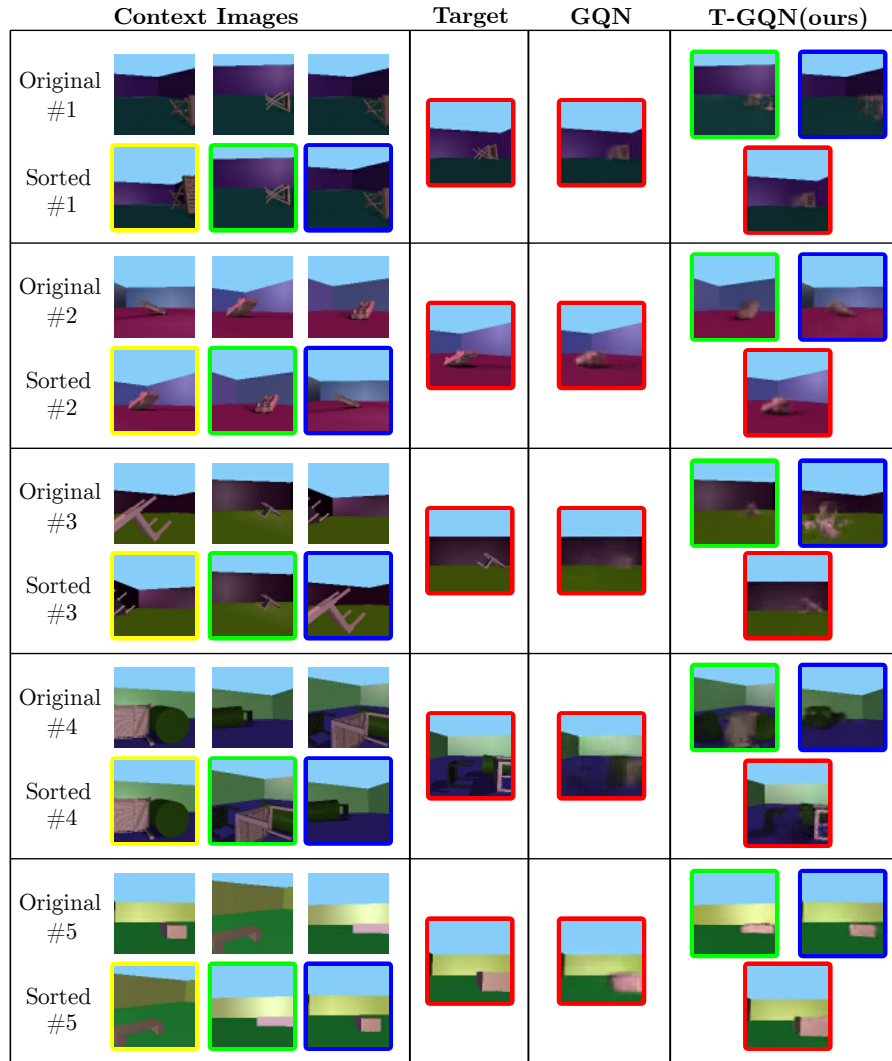 Context Images
Target
GQN
T-GQN(ours)
Original
#1
Sorted
#1
Original
#2
Sorted
#2
Original
#3
Sorted
#3
Original
#4
Sorted
#4
Original
#5
Sorted
#5